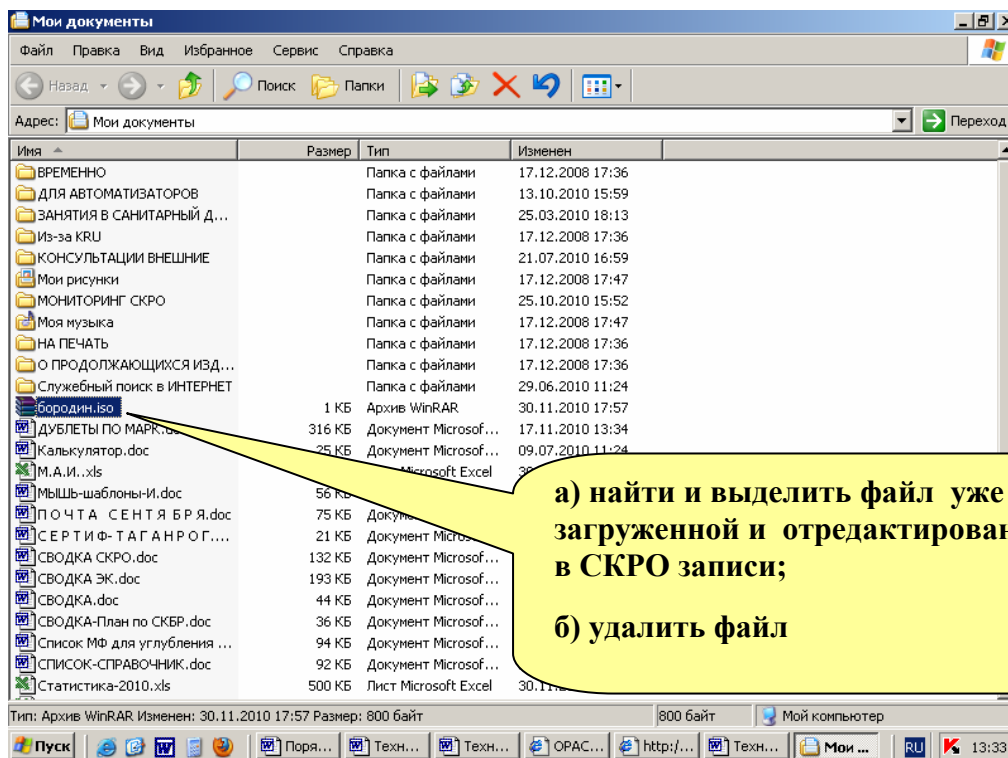 Мои документы
Файл Правка Вид Избранное Сервис Справка
Назад Поиск Папки
Адрес: Мои документы Переход
Имя Размер Тип Изменен
ВРЕМЕННО Папка с файлами 17.12.2008 17:36
ДЛЯ АВТОМАТИЗАТОРОВ Папка с файлами 13.10.2010 15:59
ЗАНЯТИЯ В САНИТАРНЫЙ Д... Папка с файлами 25.03.2010 18:13
Из-за KRU Папка с файлами 17.12.2008 17:36
КОНСУЛЬТАЦИИ ВНЕШНИЕ Папка с файлами 21.07.2010 16:59
Мои рисунки Папка с файлами 17.12.2008 17:47
МОНИТОРИНГ СКРО Папка с файлами 25.10.2010 15:52
Моя музыка Папка с файлами 17.12.2008 17:47
НА ПЕЧАТЬ Папка с файлами 17.12.2008 17:36
О ПРОДОЛЖАЮЩИХСЯ ИЗД... Папка с файлами 17.12.2008 17:36
Служебный поиск в ИНТЕРНЕТ Папка с файлами 29.06.2010 11:24
бородин.iso 1 КБ Архив WinRAR 30.11.2010 17:57
ДУБЛЕТЫ ПО МАРК. 316 КБ Документ Microsof... 17.11.2010 13:34
Калькулятор.doc 25 КБ Документ Microsof... 09.07.2010 11:24
М.А.И..xls Microsoft Excel
МЫШЬ-шаблоны-И.doc 56 КБ
П О Ч Т А С Е Н Т Я Б Р Я.doc 75 КБ
С Е Р Т И Ф- Т А Г А Н Р О Г.... 21 КБ Документ
СВОДКА СКРО.doc 132 КБ Документ Microsof...
СВОДКА ЭК.doc 193 КБ Документ Microsof...
СВОДКА.doc 44 КБ Документ Microsof...
СВОДКА-План по СКБР.doc 36 КБ Документ Microsof...
Список МФ для углубления ... 94 КБ Документ Microsof...
СПИСОК-СПРАВОЧНИК.doc 92 КБ Документ Microsof...
Статистика-2010.xls 500 КБ Лист Microsoft Excel
а) найти и выделить файл уже
загруженной и отредактирован
в СКРО записи;
б) удалить файл
Тип: Архив WinRAR Изменен: 30.11.2010 17:57 Размер: 800 байт 800 байт Мой компьютер
Пуск Поря... Техн... Техн... OPAC... http:/... Техн... Мои ... RU 13:33